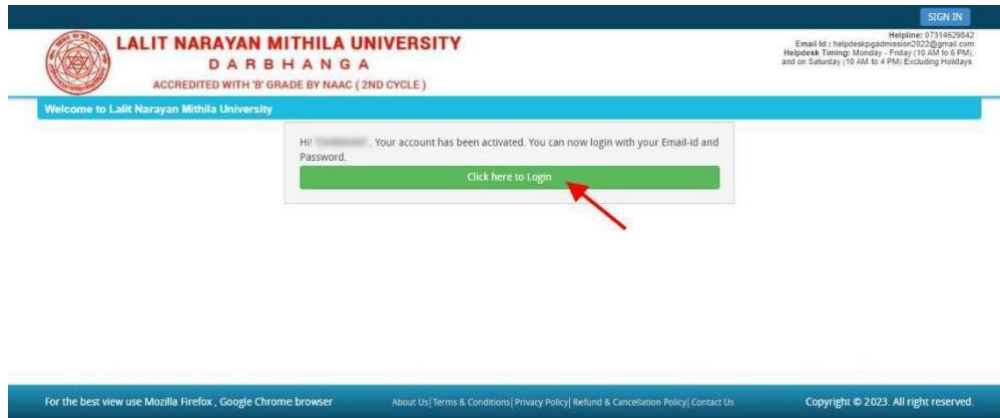 SIGN IN
LALIT NARAYAN MITHILA UNIVERSITY
DARBHANGA
ACCREDITED WITH 'B' GRADE BY NAAC ( 2ND CYCLE )
Helpline: 07314629842
Email Id : helpdeskpgadmission2022@gmail.com
Helpdesk Timing: Monday - Friday (10 AM to 6 PM),
and on Saturday (10 AM to 4 PM) Excluding Holidays
Welcome to Lalit Narayan Mithila University
Hi! , Your account has been activated. You can now login with your Email-id and
Password.
Click here to Login
For the best view use Mozilla Firefox , Google Chrome browser
About Us| Terms & Conditions| Privacy Policy| Refund & Cancellation Policy| Contact Us
Copyright © 2023. All right reserved.